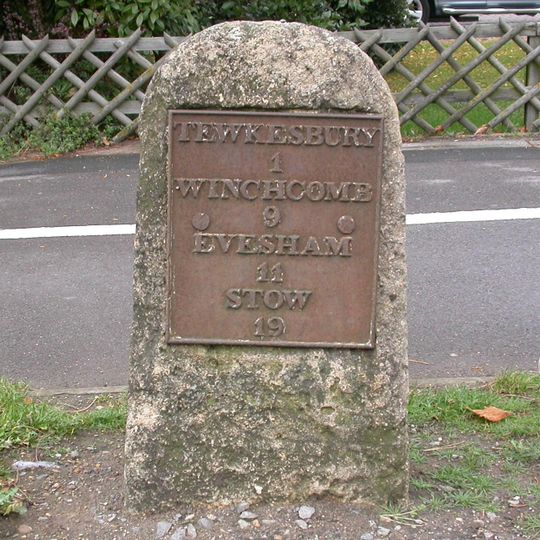 TEWKESBURY
1
WINCHCOMB
9
EVESHAM
11
STOW
19